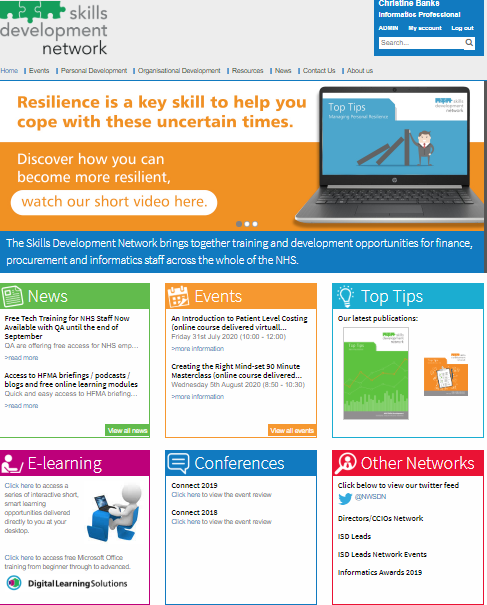 skills
development
network
Christine Banks
Informatics Professional
ADMIN My account Log out
Search...
Home | Events | Personal Development | Organisational Development | Resources | News | Contact Us | About us
Resilience is a key skill to help you
cope with these uncertain times.
Discover how you can
become more resilient,
watch our short video here.
Top Tips
Managing Personal Resilience
skills
development
network
The Skills Development Network brings together training and development opportunities for finance,
procurement and informatics staff across the whole of the NHS.
News
Free Tech Training for NHS Staff Now
Available with QA until the end of
September
QA are offering free access for NHS emp...
>read more
Access to HFMA briefings / podcasts /
blogs and free online learning modules
Quick and easy access to HFMA briefing...
>read more
View all news
Events
An Introduction to Patient Level Costing
(online course delivered virtuall...
Friday 31st July 2020 (10:00 - 12:00)
>more information
Creating the Right Mind-set 90 Minute
Masterclass (online course delivered...
Wednesday 5th August 2020 (8:50 - 10:30)
>more information
View all events
Top Tips
Our latest publications:
Top Tips
E-learning
Click here to access a
series of interactive short,
smart learning
opportunities delivered
directly to you at your
desktop.
Click here to access free Microsoft Office
training from beginner through to advanced.
Digital Learning Solutions
Conferences
Connect 2019
Click here to view the event review
Connect 2018
Click here to view the event review
Other Networks
Click below to view our twitter feed
@NWSDN
Directors/CCIOs Network
ISD Leads
ISD Leads Network Events
Informatics Awards 2019